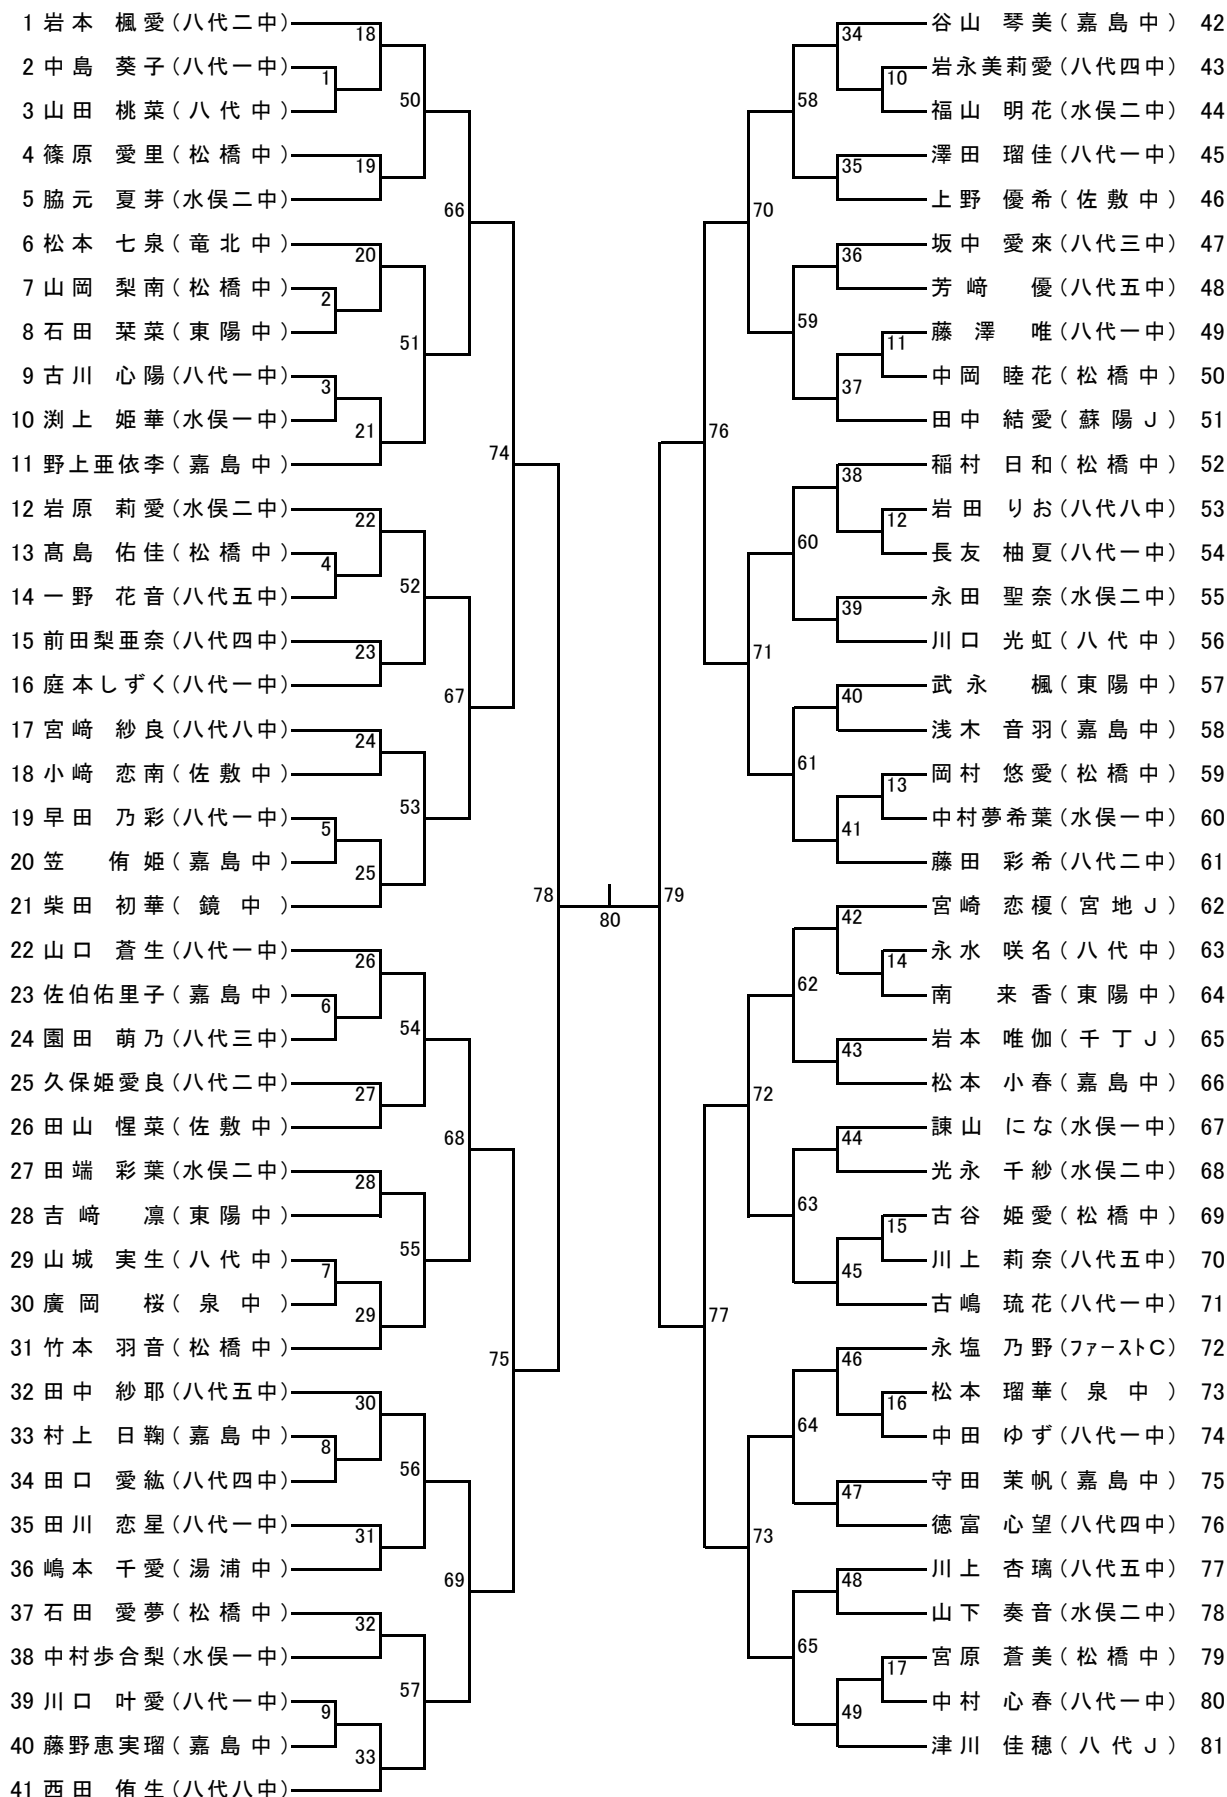 1 岩本 楓愛(八代二中)
2 中島 葵子(八代一中)
3 山田 桃菜(八代中)
4 篠原 愛里(松橋中)
5 脇元 夏芽(水俣二中)
6 松本 七泉(竜北中)
7 山岡 梨南(松橋中)
8 石田 栞菜(東陽中)
9 古川 心陽(八代一中)
10 渕上 姫華(水俣一中)
11 野上亜依李(嘉島中)
12 岩原 莉愛(水俣二中)
13 髙島 佑佳(松橋中)
14 一野 花音(八代五中)
15 前田梨亜奈(八代四中)
16 庭本しずく(八代一中)
17 宮﨑 紗良(八代八中)
18 小﨑 恋南(佐敷中)
19 早田 乃彩(八代一中)
20 笠 侑姫(嘉島中)
21 柴田 初華(鏡中)
22 山口 蒼生(八代一中)
23 佐伯佑里子(嘉島中)
24 園田 萌乃(八代三中)
25 久保姫愛良(八代二中)
26 田山 惺菜(佐敷中)
27 田端 彩葉(水俣二中)
28 吉﨑 凛(東陽中)
29 山城 実生(八代中)
30 廣岡 桜(泉中)
31 竹本 羽音(松橋中)
32 田中 紗耶(八代五中)
33 村上 日鞠(嘉島中)
34 田口 愛紘(八代四中)
35 田川 恋星(八代一中)
36 嶋本 千愛(湯浦中)
37 石田 愛夢(松橋中)
38 中村歩合梨(水俣一中)
39 川口 叶愛(八代一中)
40 藤野恵実瑠(嘉島中)
41 西田 侑生(八代八中)
18
1
50
19
66
20
2
51
3
21
74
22
4
52
23
67
24
53
5
25
78
26
6
54
27
68
28
55
7
29
75
30
8
56
31
69
32
57
9
33
80
79
34
10
58
35
70
36
59
11
37
76
38
12
60
39
71
40
61
13
41
42
14
62
43
72
44
63
15
45
77
46
16
64
47
73
48
65
17
49
谷山 琴美(嘉島中) 42
岩永美莉愛(八代四中) 43
福山 明花(水俣二中) 44
澤田 瑠佳(八代一中) 45
上野 優希(佐敷中) 46
坂中 愛來(八代三中) 47
芳﨑 優(八代五中) 48
藤澤 唯(八代一中) 49
中岡 睦花(松橋中) 50
田中 結愛(蘇陽J) 51
稲村 日和(松橋中) 52
岩田 りお(八代八中) 53
長友 柚夏(八代一中) 54
永田 聖奈(水俣二中) 55
川口 光虹(八代中) 56
武永 楓(東陽中) 57
浅木 音羽(嘉島中) 58
岡村 悠愛(松橋中) 59
中村夢希葉(水俣一中) 60
藤田 彩希(八代二中) 61
宮崎 恋榎(宮地J) 62
永水 咲名(八代中) 63
南 来香(東陽中) 64
岩本 唯伽(千丁J) 65
松本 小春(嘉島中) 66
諌山 にな(水俣一中) 67
光永 千紗(水俣二中) 68
古谷 姫愛(松橋中) 69
川上 莉奈(八代五中) 70
古嶋 琉花(八代一中) 71
永塩 乃野(ファーストC) 72
松本 瑠華(泉中) 73
中田 ゆず(八代一中) 74
守田 茉帆(嘉島中) 75
徳富 心望(八代四中) 76
川上 杏璃(八代五中) 77
山下 奏音(水俣二中) 78
宮原 蒼美(松橋中) 79
中村 心春(八代一中) 80
津川 佳穂(八代J) 81